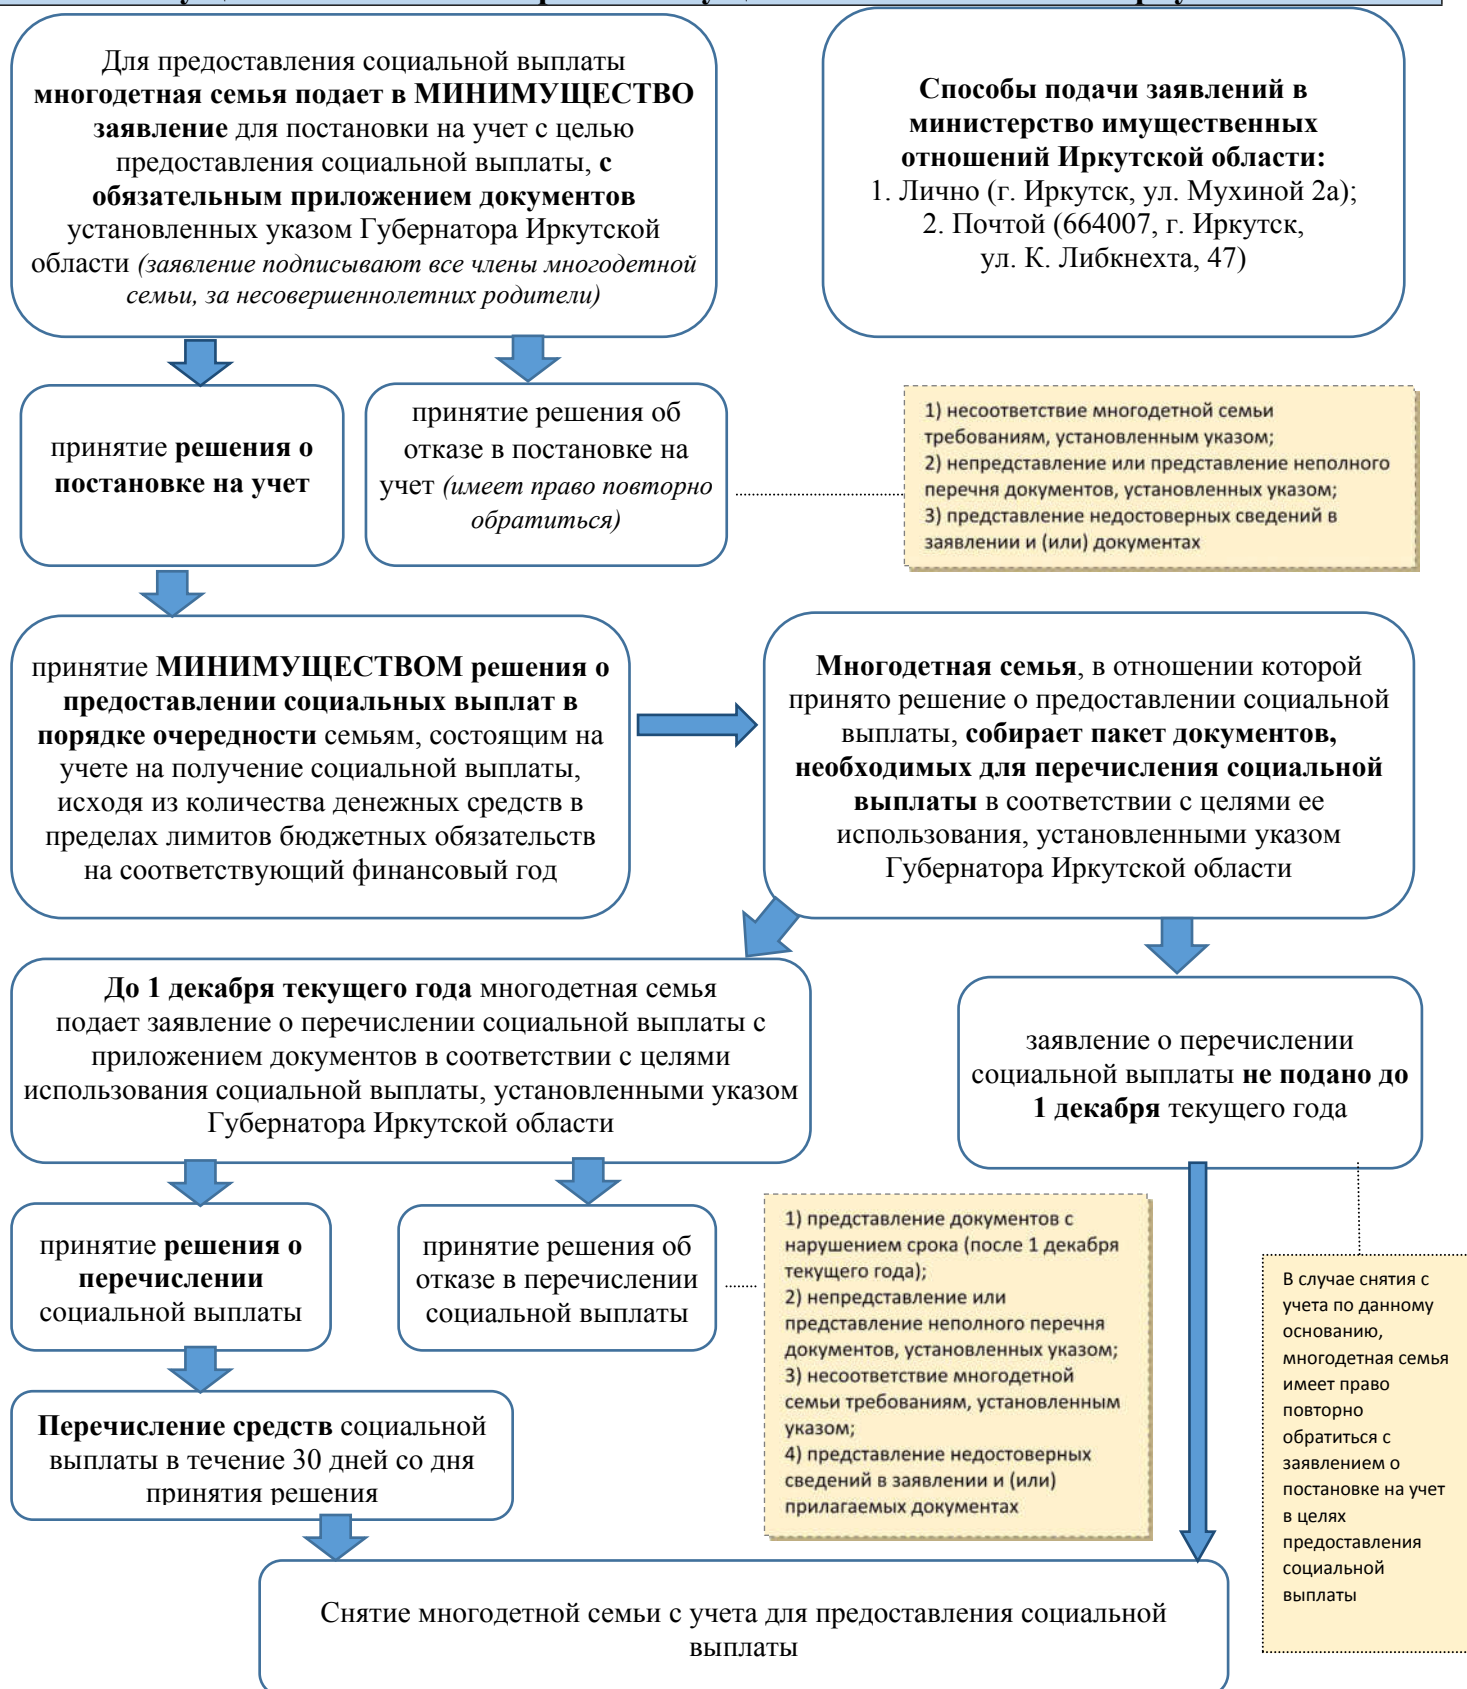 Для предоставления социальной выплаты
многодетная семья подает в МИНИМУЩЕСТВО
заявление для постановки на учет с целью
предоставления социальной выплаты, с
обязательным приложением документов
установленных указом Губернатора Иркутской
области (заявление подписывают все члены многодетной
семьи, за несовершеннолетних родители)
Способы подачи заявлений в
министерство имущественных
отношений Иркутской области:
1. Лично (г. Иркутск, ул. Мухиной 2а);
2. Почтой (664007, г. Иркутск,
ул. К. Либкнехта, 47)
принятие решения о
постановке на учет
принятие решения об
отказе в постановке на
учет (имеет право повторно
обратиться)
1) несоответствие многодетной семьи
требованиям, установленным указом;
2) непредставление или представление неполного
перечня документов, установленных указом;
3) представление недостоверных сведений в
заявлении и (или) документах
принятие МИНИМУЩЕСТВОМ решения о
предоставлении социальных выплат в
порядке очередности семьям, состоящим на
учете на получение социальной выплаты,
исходя из количества денежных средств в
пределах лимитов бюджетных обязательств
на соответствующий финансовый год
Многодетная семья, в отношении которой
принято решение о предоставлении социальной
выплаты, собирает пакет документов,
необходимых для перечисления социальной
выплаты в соответствии с целями ее
использования, установленными указом
Губернатора Иркутской области
До 1 декабря текущего года многодетная семья
подает заявление о перечислении социальной выплаты с
приложением документов в соответствии с целями
использования социальной выплаты, установленными указом
Губернатора Иркутской области
заявление о перечислении
социальной выплаты не подано до
1 декабря текущего года
принятие решения о
перечислении
социальной выплаты
принятие решения об
отказе в перечислении
социальной выплаты
1) представление документов с
нарушением срока (после 1 декабря
текущего года);
2) непредставление или
представление неполного перечня
документов, установленных указом;
3) несоответствие многодетной
семьи требованиям, установленным
указом;
4) представление недостоверных
сведений в заявлении и (или)
прилагаемых документах
В случае снятия с
учета по данному
основанию,
многодетная семья
имеет право
повторно
обратиться с
заявлением о
постановке на учет
в целях
предоставления
социальной
выплаты
Перечисление средств социальной
выплаты в течение 30 дней со дня
принятия решения
Снятие многодетной семьи с учета для предоставления социальной
выплаты